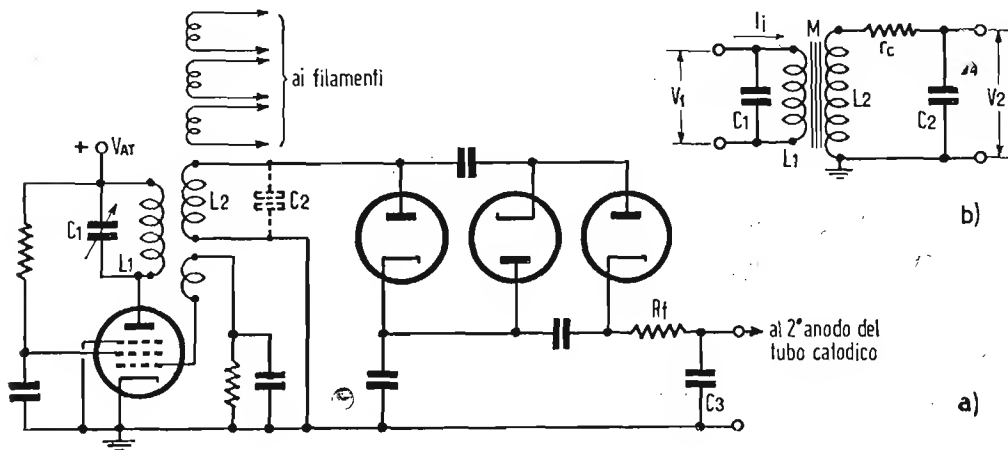 ai filamenti
+ VAT
C1
L1
L2
C2
Rf
al 2° anodo del
tubo catodico
C3
a)
Ii
M
rc
V1
C1
L1
L2
C2
V2
b)